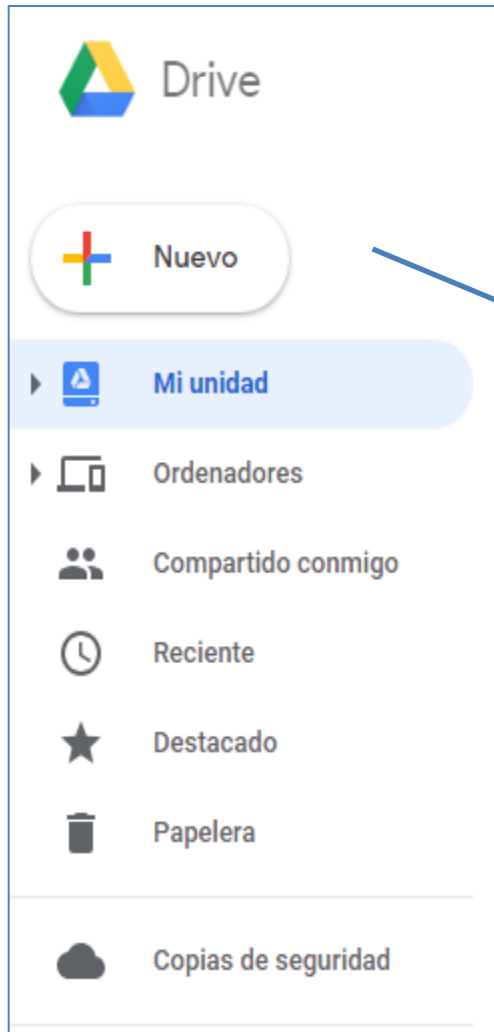 Drive
Nuevo
Mi unidad
Ordenadores
Compartido conmigo
Reciente
Destacado
Papelera
Copias de seguridad